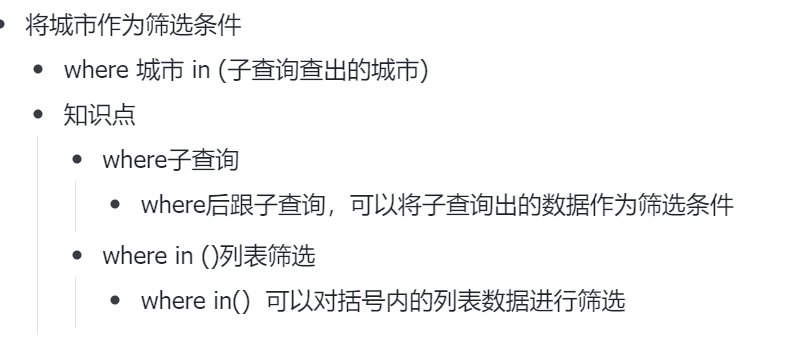 将城市作为筛选条件
where 城市 in (子查询查出的城市)
知识点
where子查询
where后跟子查询，可以将子查询出的数据作为筛选条件
where in ()列表筛选
where in()  可以对括号内的列表数据进行筛选